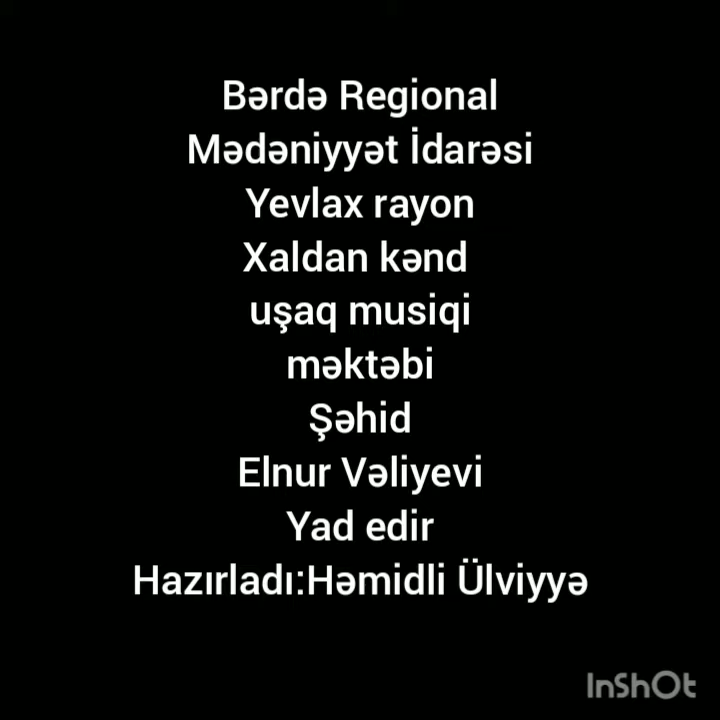 Bərdə Regional
Mədəniyyət İdarəsi
Yevlax rayon
Xaldan kənd
uşaq musiqi
məktəbi
Şəhid
Elnur Vəliyevi
Yad edir
Hazırladı:Həmidli Ülviyyə
InShOt